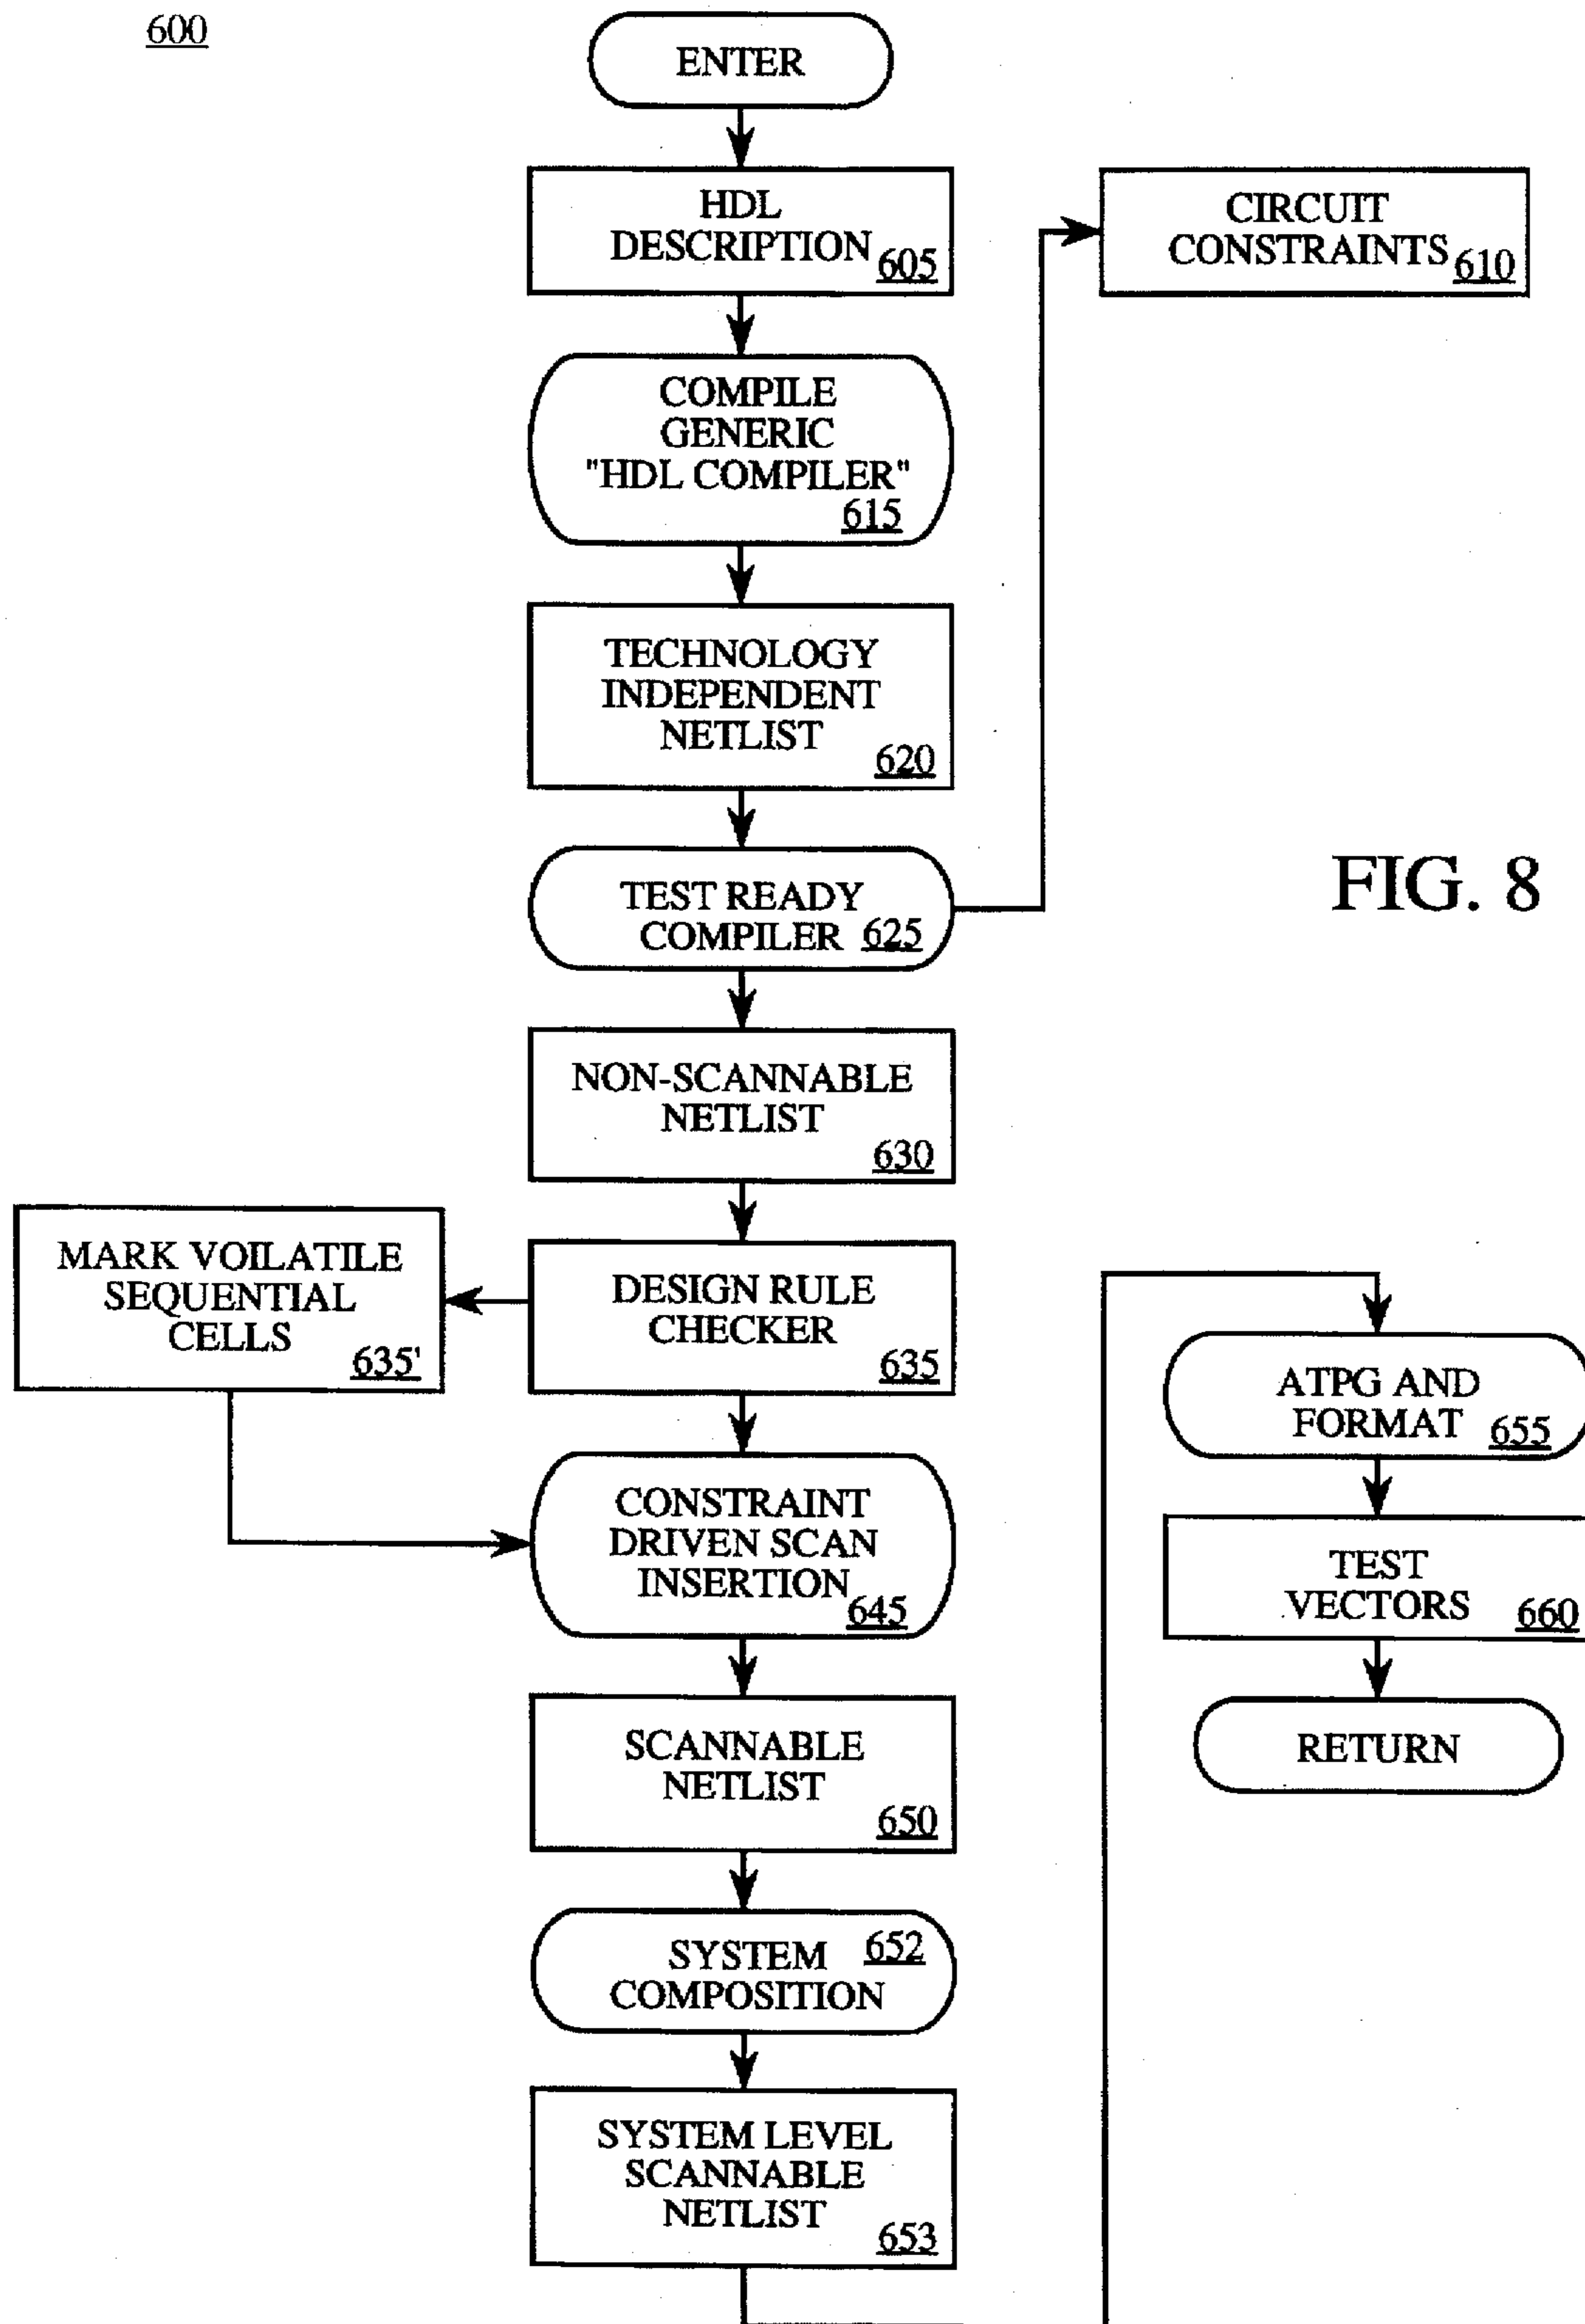 600
ENTER
HDL
DESCRIPTION 605
CIRCUIT
CONSTRAINTS 610
COMPILE
GENERIC
"HDL COMPILER"
615
TECHNOLOGY
INDEPENDENT
NETLIST
620
TEST READY
COMPILER 625
FIG. 8
NON-SCANNABLE
NETLIST
630
MARK VOILATILE
SEQUENTIAL
CELLS
635'
DESIGN RULE
CHECKER
635
CONSTRAINT
DRIVEN SCAN
INSERTION
645
SCANNABLE
NETLIST
650
SYSTEM 652
COMPOSITION
SYSTEM LEVEL
SCANNABLE
NETLIST
653
ATPG AND
FORMAT 655
TEST
VECTORS 660
RETURN